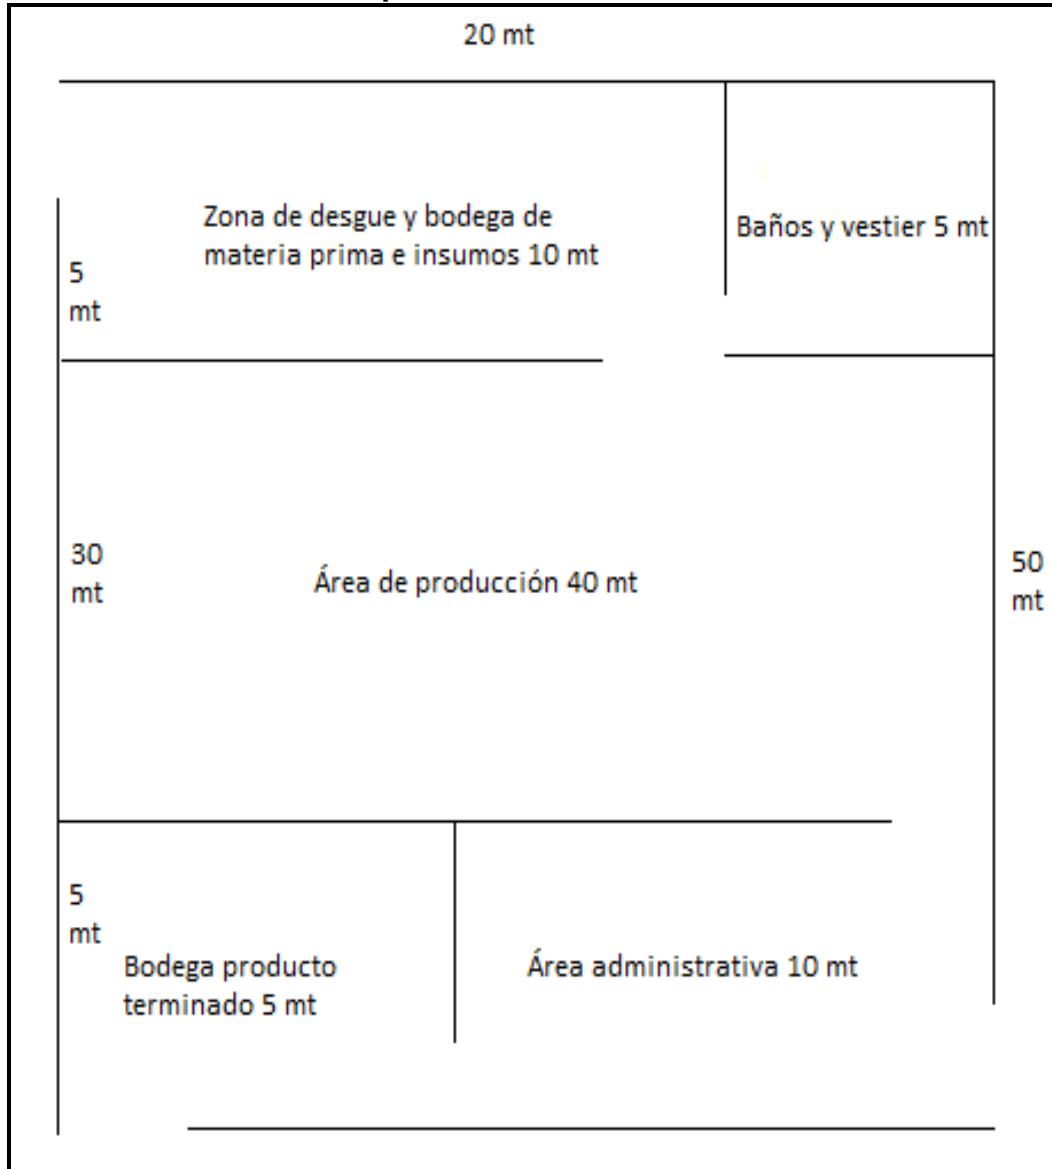 20 mt
Zona de desgue y bodega de
materia prima e insumos 10 mt
Baños y vestier 5 mt
5
mt
30
mt
Área de producción 40 mt
50
mt
5
mt
Bodega producto
terminado 5 mt
Área administrativa 10 mt